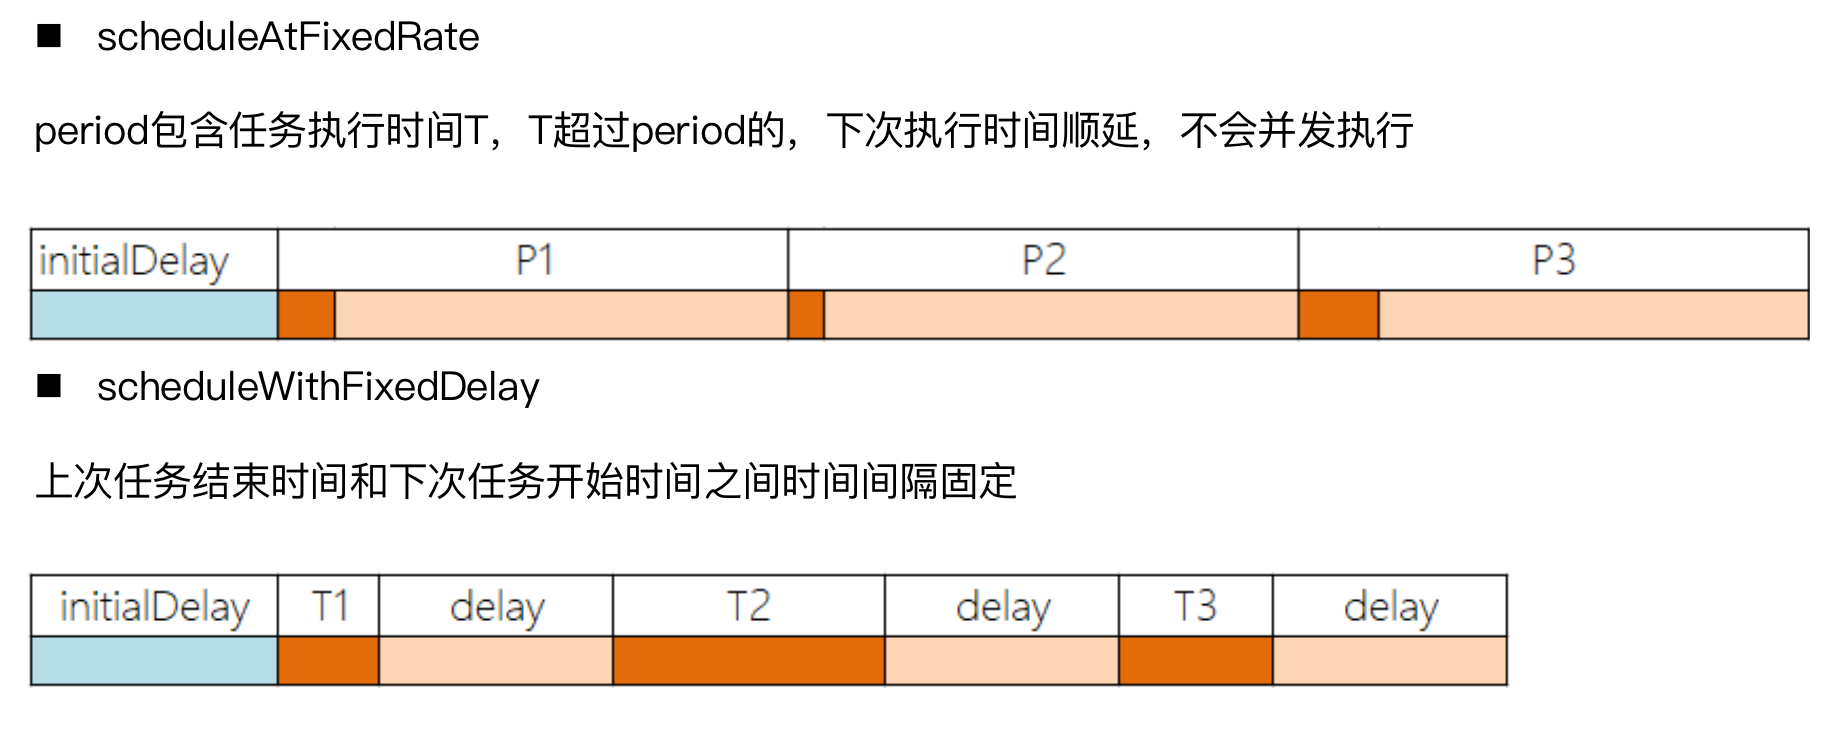 ■ scheduleAtFixedRate
period包含任务执行时间T，T超过period的，下次执行时间顺延，不会并发执行
initialDelay P1 P2 P3
■ scheduleWithFixedDelay
上次任务结束时间和下次任务开始时间之间时间间隔固定
initialDelay T1 delay T2 delay T3 delay